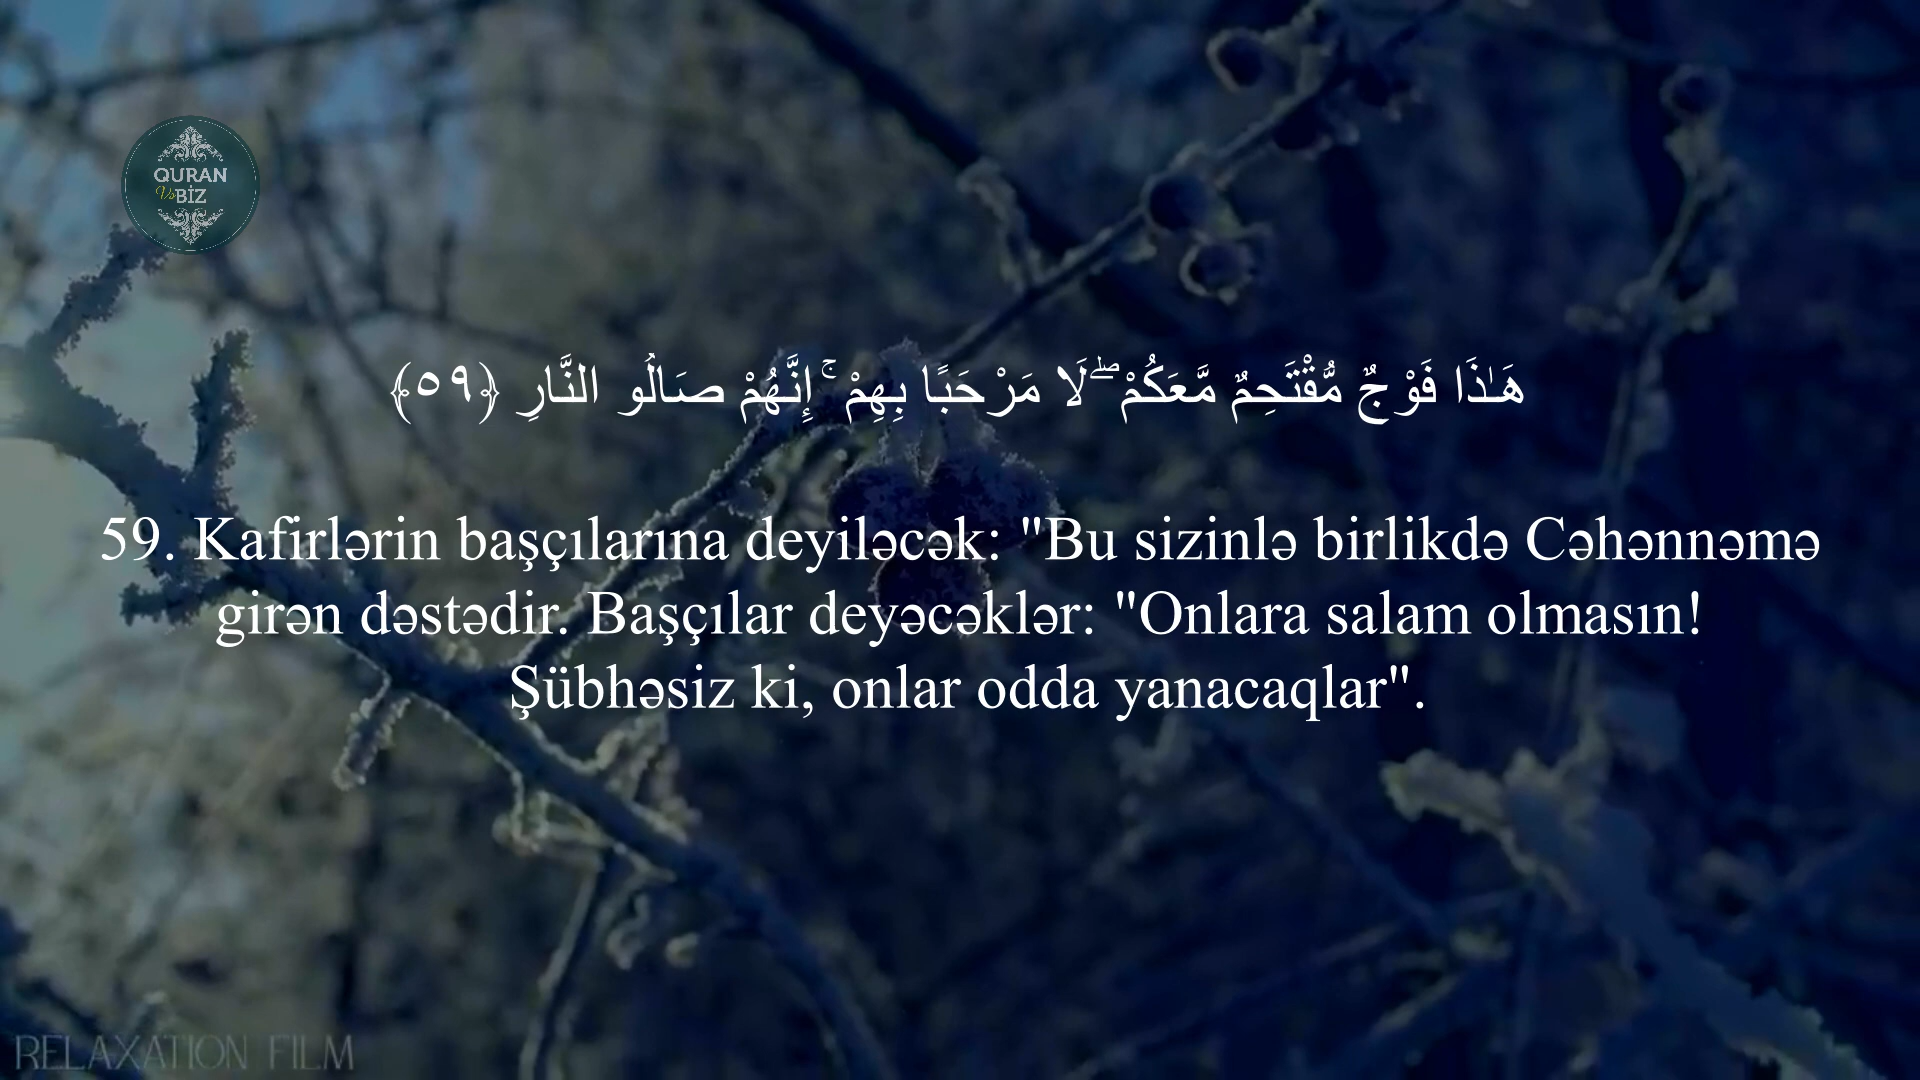 QURAN
Və BİZ
هَـٰذَا فَوْجٌ مُّقْتَحِمٌ مَّعَكُمْ ۖ لَا مَرْحَبًا بِهِمْ ۚ إِنَّهُمْ صَالُو النَّارِ ﴿٥٩﴾
59. Kafirlərin başçılarına deyiləcək: "Bu sizinlə birlikdə Cəhənnəmə
girən dəstədir. Başçılar deyəcəklər: "Onlara salam olmasın!
Şübhəsiz ki, onlar odda yanacaqlar".
RELAXATION FILM